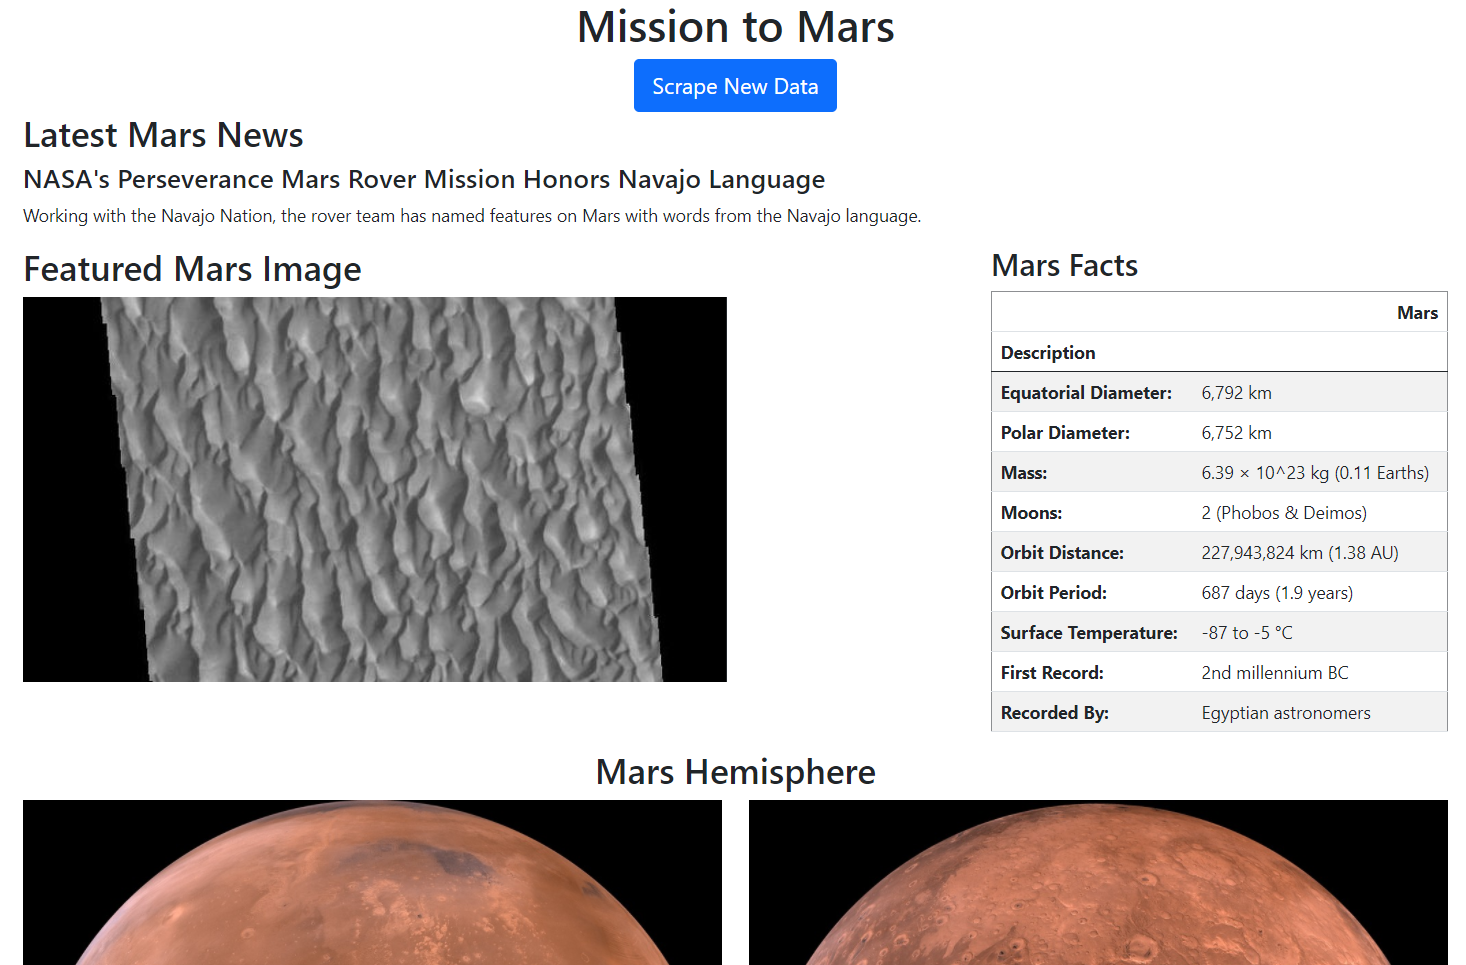 Mission to Mars
Scrape New Data
Latest Mars News
NASA's Perseverance Mars Rover Mission Honors Navajo Language
Working with the Navajo Nation, the rover team has named features on Mars with words from the Navajo language.
Featured Mars Image
Mars Facts
Mars
Description
Equatorial Diameter: 6,792 km
Polar Diameter: 6,752 km
Mass: 6.39 × 10^23 kg (0.11 Earths)
Moons: 2 (Phobos & Deimos)
Orbit Distance: 227,943,824 km (1.38 AU)
Orbit Period: 687 days (1.9 years)
Surface Temperature: -87 to -5 °C
First Record: 2nd millennium BC
Recorded By: Egyptian astronomers
Mars Hemisphere